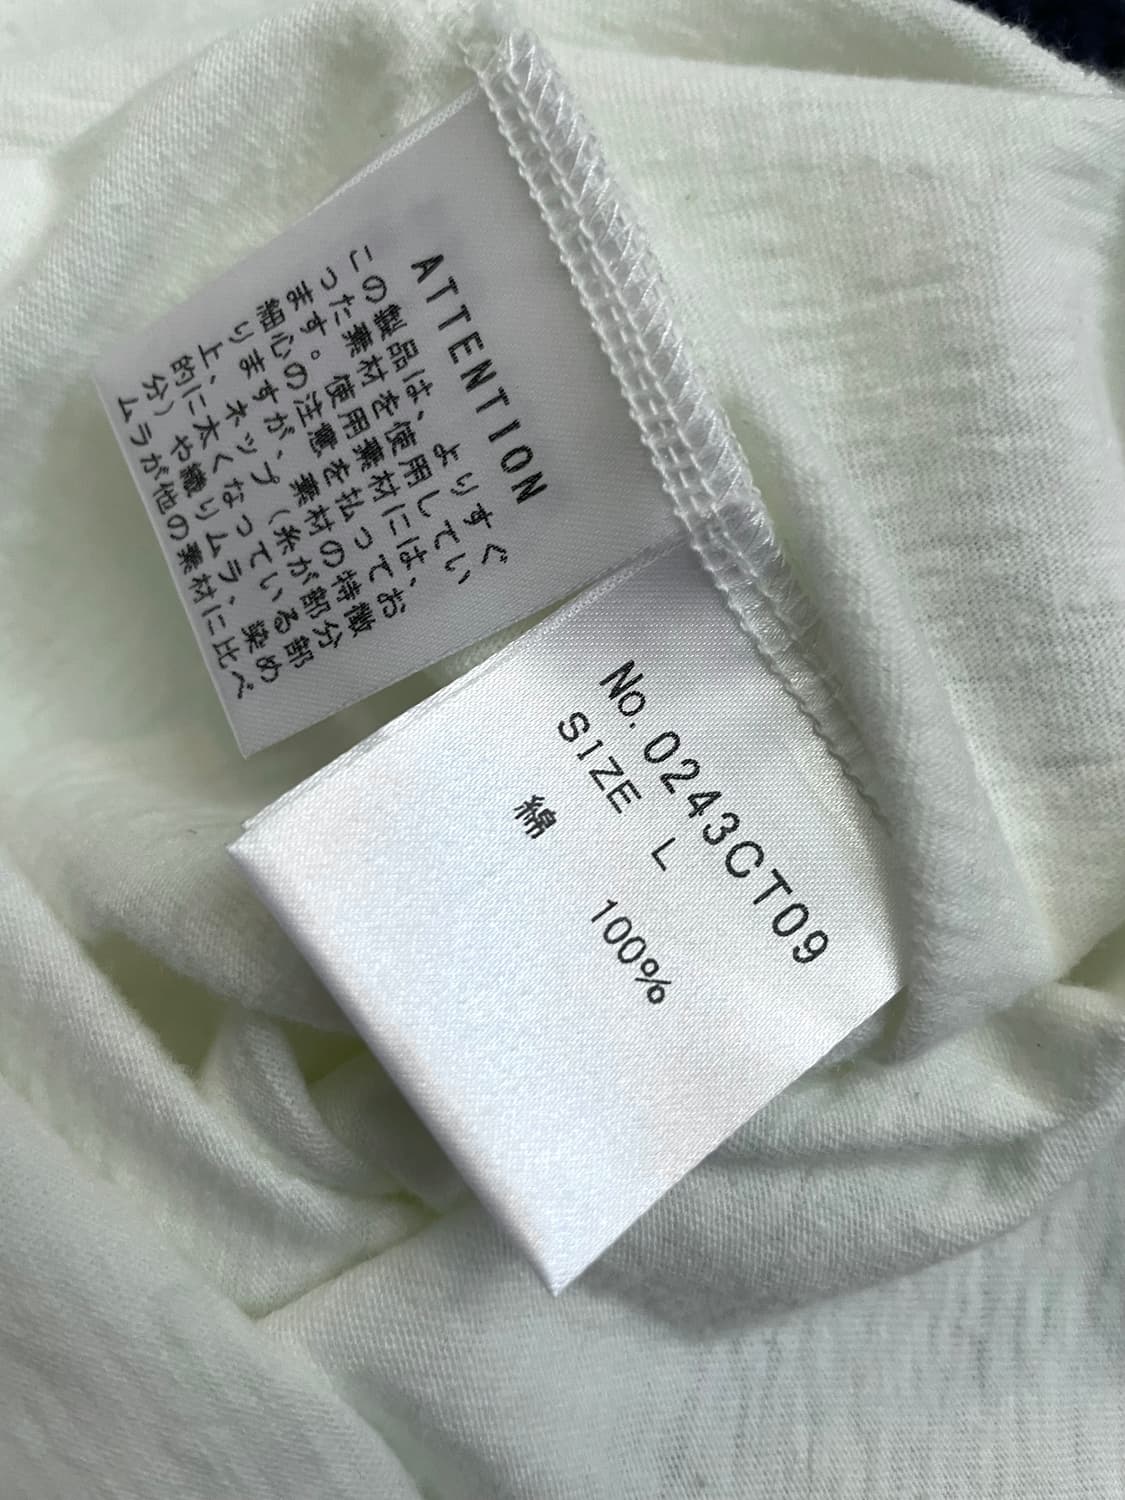 ATTENTION
この製品は、よりすぐ
った素材を使用してい
ます。使用素材には、
細心の注意を払ってお
りますが、素材の特徴
上、ネップ(糸が部分
的に太くなっている部
分)や織りムラ、染め
ムラが他の素材に比べ
No. 0243CT09
SIZE L
綿 100%